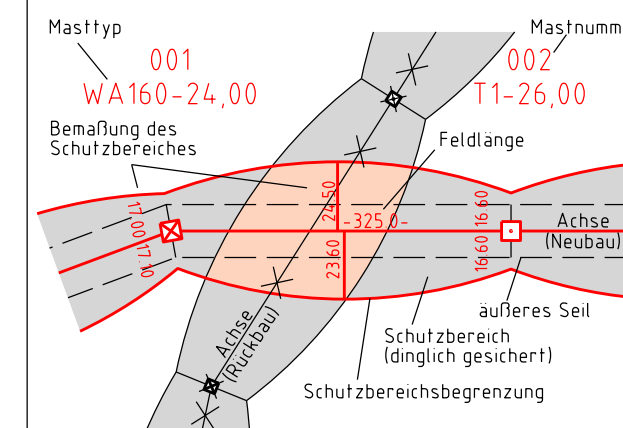 Masttyp
Mastnumm
001
002
WA160-24,00
T1-26,00
Bemaßung des
Schutzbereiches
Feldlänge
17.00 17.10
24.50
-325.0-
23.60
16.60 16.60
Achse
(Neubau)
äußeres Seil
Achse
(Rückbau)
Schutzbereich
(dinglich gesichert)
Schutzbereichsbegrenzung